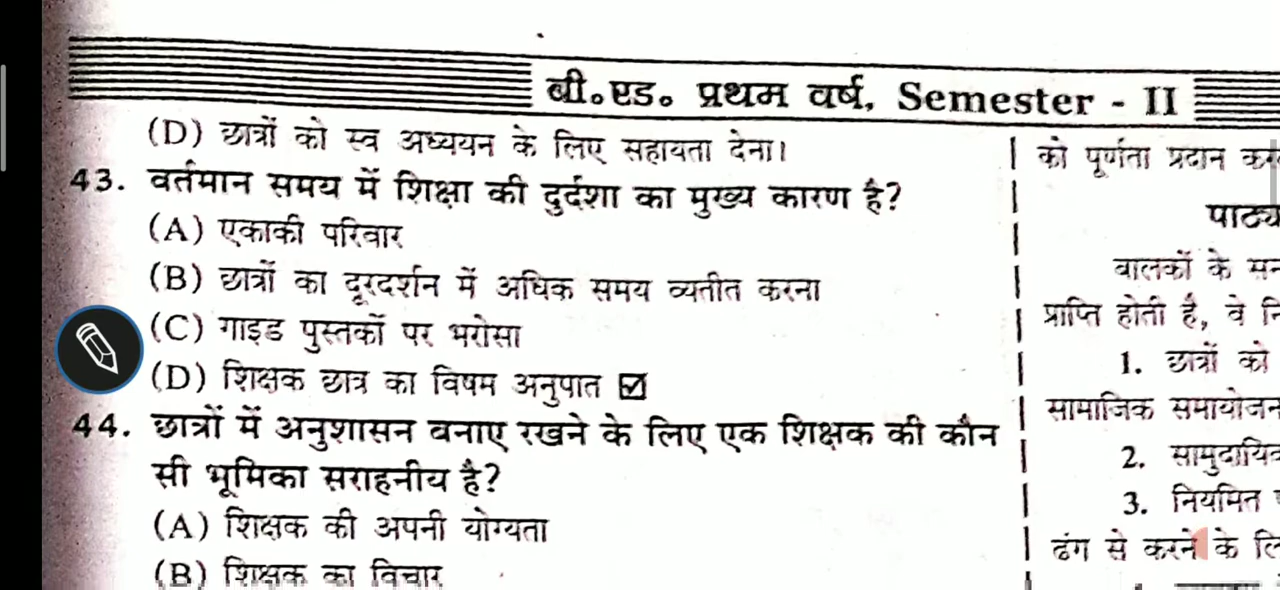 बी०एड० प्रथम वर्ष, Semester - II
(D) छात्रों को स्व अध्ययन के लिए सहायता देना।
43. वर्तमान समय में शिक्षा की दुर्दशा का मुख्य कारण है?
(A) एकाकी परिवार
(B) छात्रों का दूरदर्शन में अधिक समय व्यतीत करना
(C) गाइड पुस्तकों पर भरोसा
(D) शिक्षक छात्र का विषम अनुपात ☑
44. छात्रों में अनुशासन बनाए रखने के लिए एक शिक्षक की कौन
सी भूमिका सराहनीय है?
(A) शिक्षक की अपनी योग्यता
(B) शिक्षक का विचार
को पूर्णता प्रदान
बालकों के
प्राप्ति होती है, वे
1. छात्रों को
सामाजिक
2.
3. नियमित
ढंग से करने के